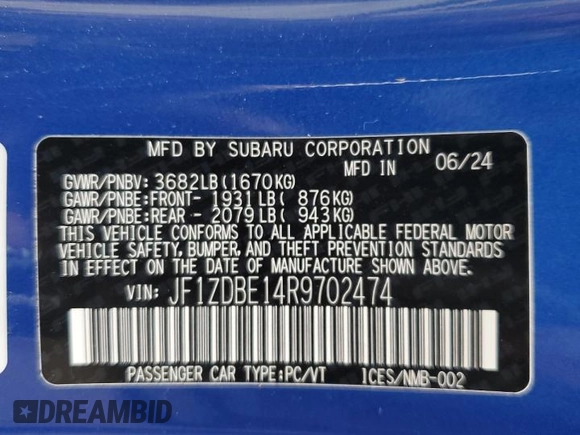 MFD BY SUBARU CORPORATION
MFD IN 06/24
GVWR/PNBV: 3682LB(1670KG)
GAWR/PNBE:FRONT- 1931LB( 876KG)
GAWR/PNBE:REAR - 2079LB( 943KG)
THIS VEHICLE CONFORMS TO ALL APPLICABLE FEDERAL MOTOR
VEHICLE SAFETY, BUMPER, AND THEFT PREVENTION STANDARDS
IN EFFECT ON THE DATE OF MANUFACTURE SHOWN ABOVE.
VIN: JF1ZDBE14R9702474
PASSENGER CAR TYPE:PC/VT ICES/NMB-002
DREAMBID